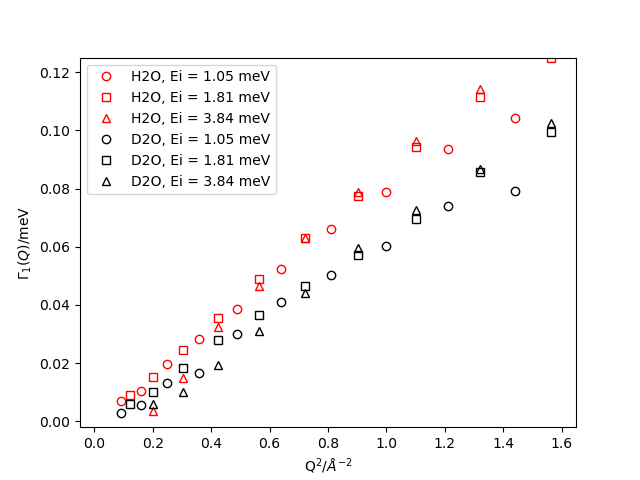 0.12
0.10
0.08
0.06
0.04
0.02
0.00
Γ₁(Q)/meV
H2O, Ei = 1.05 meV
H2O, Ei = 1.81 meV
H2O, Ei = 3.84 meV
D2O, Ei = 1.05 meV
D2O, Ei = 1.81 meV
D2O, Ei = 3.84 meV
0.0 0.2 0.4 0.6 0.8 1.0 1.2 1.4 1.6
Q²/Å⁻²